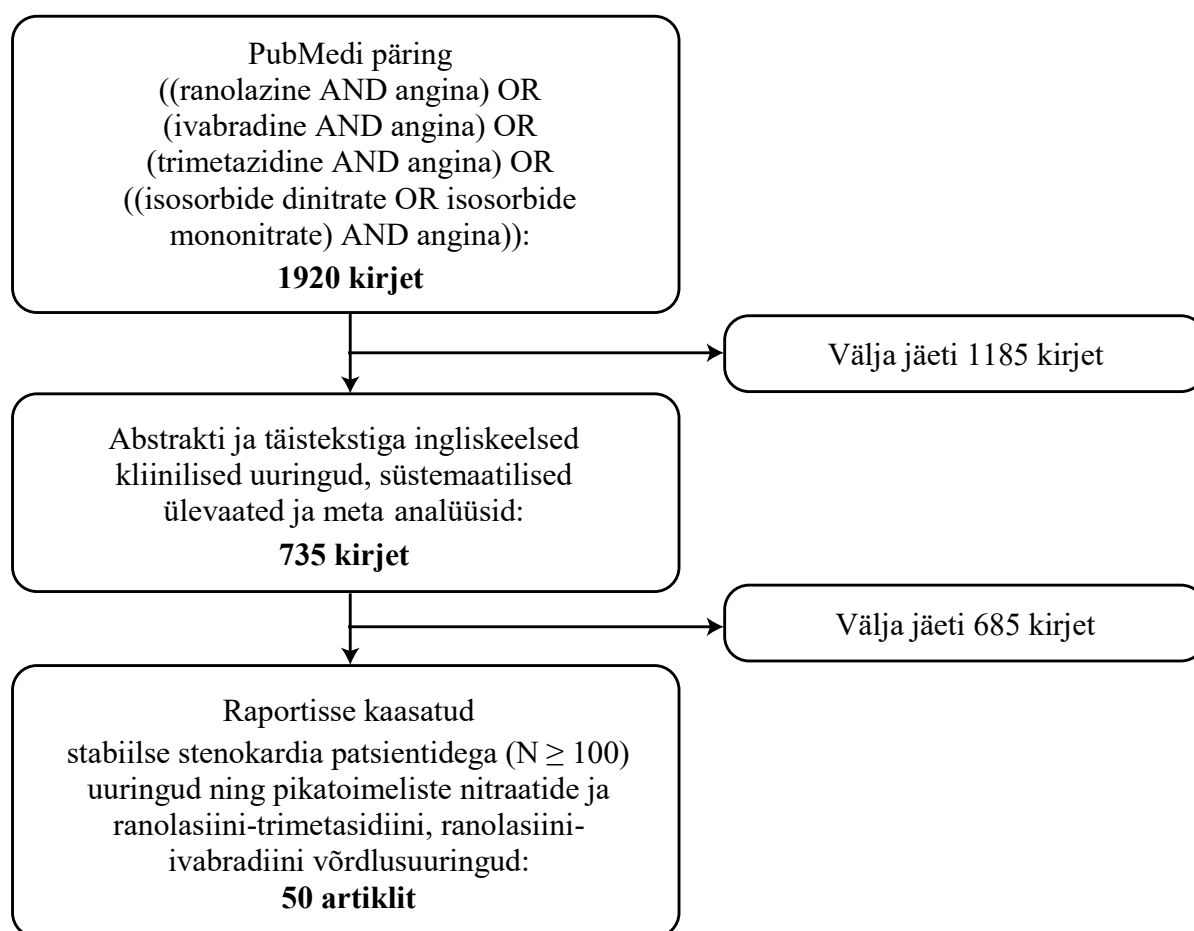 PubMedi päring
((ranolazine AND angina) OR
(ivabradine AND angina) OR
(trimetazidine AND angina) OR
((isosorbide dinitrate OR isosorbide
mononitrate) AND angina)):
1920 kirjet
Välja jäeti 1185 kirjet
Abstrakti ja täistekstiga ingliskeelsed
kliinilised uuringud, süstemaatilised
ülevaated ja meta analüüsid:
735 kirjet
Välja jäeti 685 kirjet
Raportisse kaasatud
stabiilse stenokardia patsientidega (N ≥ 100)
uuringud ning pikatoimeliste nitraatide ja
ranolasiini-trimetasidiini, ranolasiini-
ivabradiini võrdlusuuringud:
50 artiklit